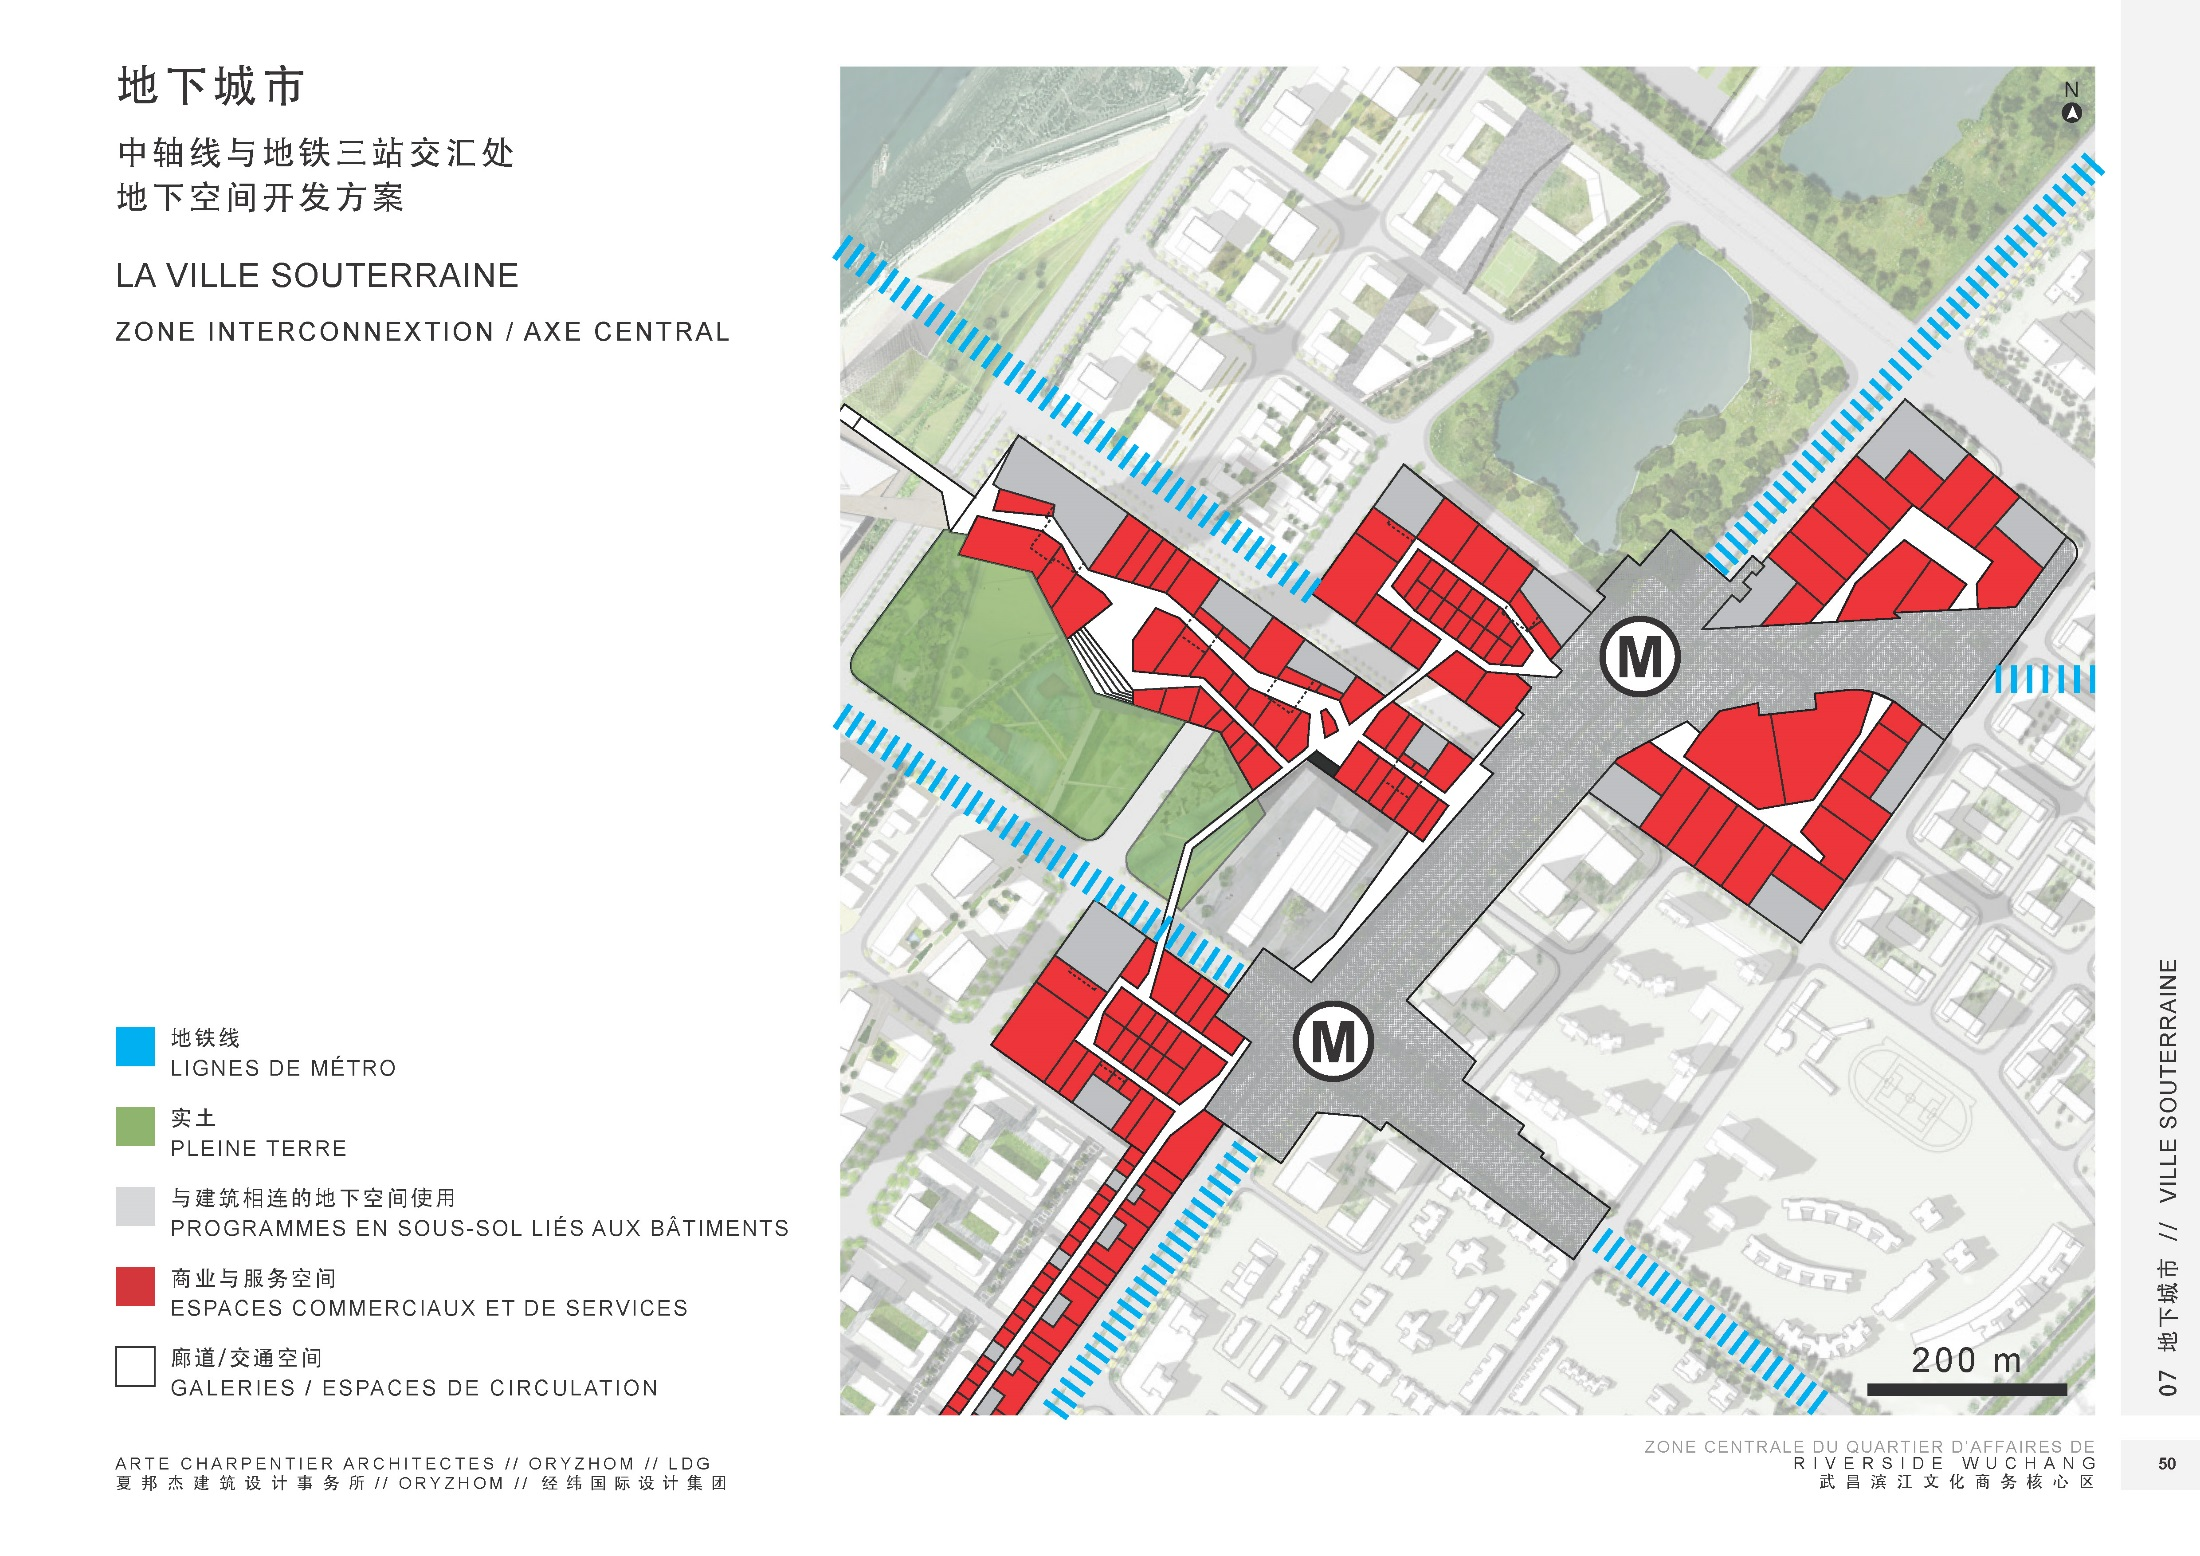 地下城市
中轴线与地铁三站交汇处
地下空间开发方案
LA VILLE SOUTERRAINE
ZONE INTERCONNEXTION / AXE CENTRAL
N
M
M
200 m
地铁线
LIGNES DE MÉTRO
实土
PLEINE TERRE
与建筑相连的地下空间使用
PROGRAMMES EN SOUS-SOL LIÉS AUX BÂTIMENTS
商业与服务空间
ESPACES COMMERCIAUX ET DE SERVICES
廊道/交通空间
GALERIES / ESPACES DE CIRCULATION
07 地下城市 // VILLE SOUTERRAINE
ARTE CHARPENTIER ARCHITECTES // ORYZHOM // LDG
夏邦杰建筑设计事务所// ORYZHOM // 经纬国际设计集团
ZONE CENTRALE DU QUARTIER D'AFFAIRES DE
RIVERSIDE WUCHANG
武昌滨江文化商务核心区
50